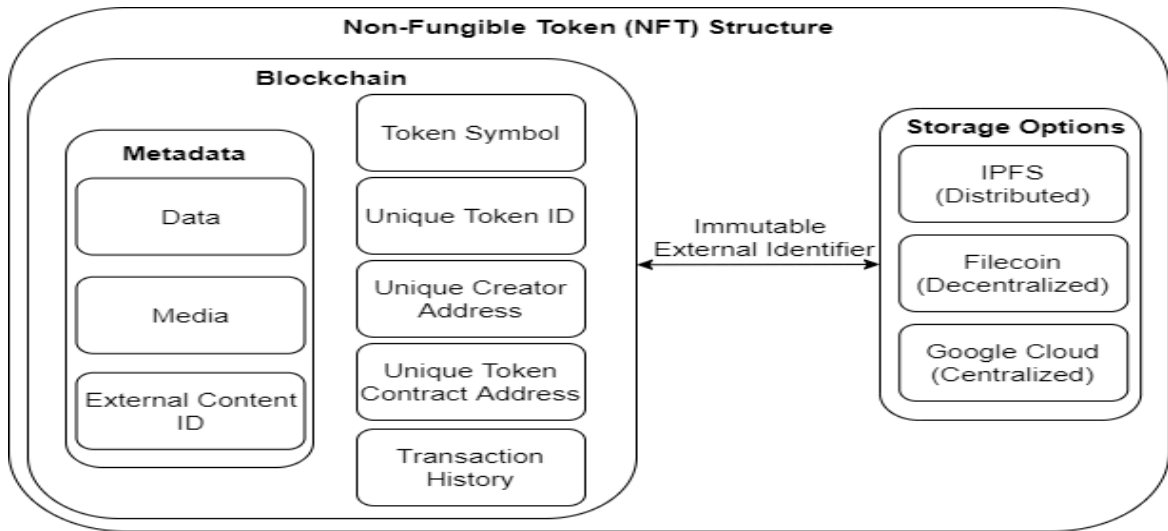 Non-Fungible Token (NFT) Structure
Blockchain
Metadata
Data
Media
External Content
ID
Token Symbol
Unique Token ID
Unique Creator
Address
Unique Token
Contract Address
Transaction
History
Immutable
External Identifier
Storage Options
IPFS
(Distributed)
Filecoin
(Decentralized)
Google Cloud
(Centralized)